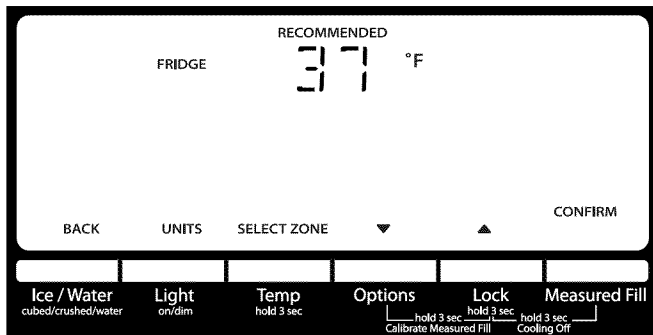 RECOMMENDED
FRIDGE 37 °F
CONFIRM
BACK UNITS SELECT ZONE ▼ ▲
Ice / Water Light Temp Options Lock Measured Fill
cubed/crushed/water on/dim hold 3 sec hold 3 sec
hold 3 sec hold 3 sec
Calibrate Measured Fill Cooling Off